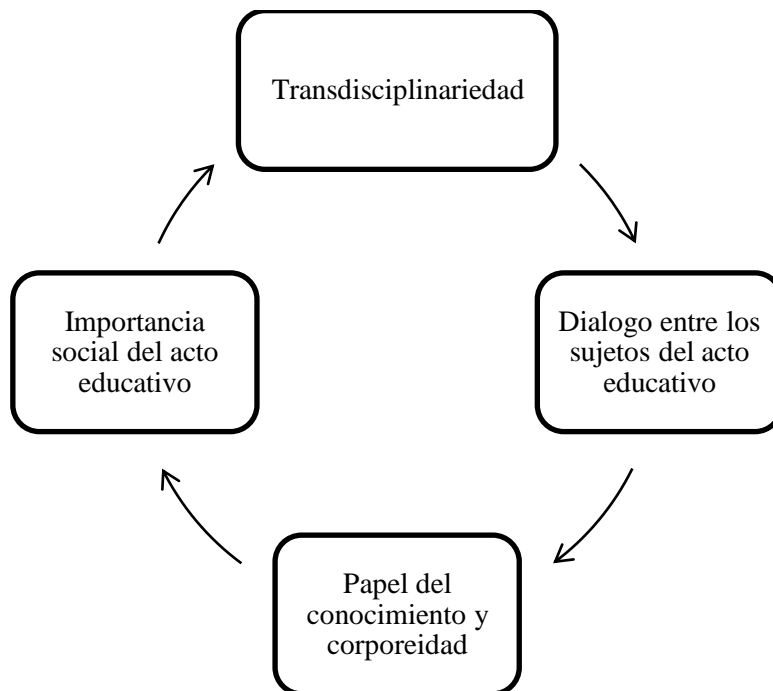 Transdisciplinariedad
Importancia
social del acto
educativo
Dialogo entre los
sujetos del acto
educativo
Papel del
conocimiento y
corporeidad